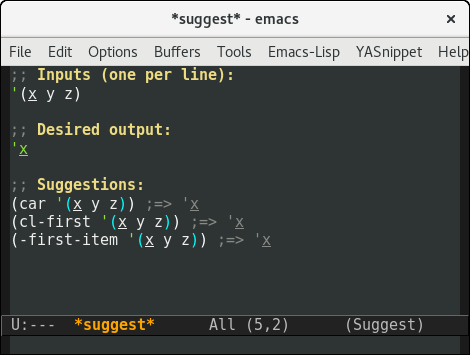 *suggest* - emacs ×
File Edit Options Buffers Tools Emacs-Lisp YASnippet Help
;; Inputs (one per line):
'(x y z)
;; Desired output:
'x
;; Suggestions:
(car '(x y z)) ;=> 'x
(cl-first '(x y z)) ;=> 'x
(-first-item '(x y z)) ;=> 'x
U:--- *suggest* All (5,2) (Suggest)